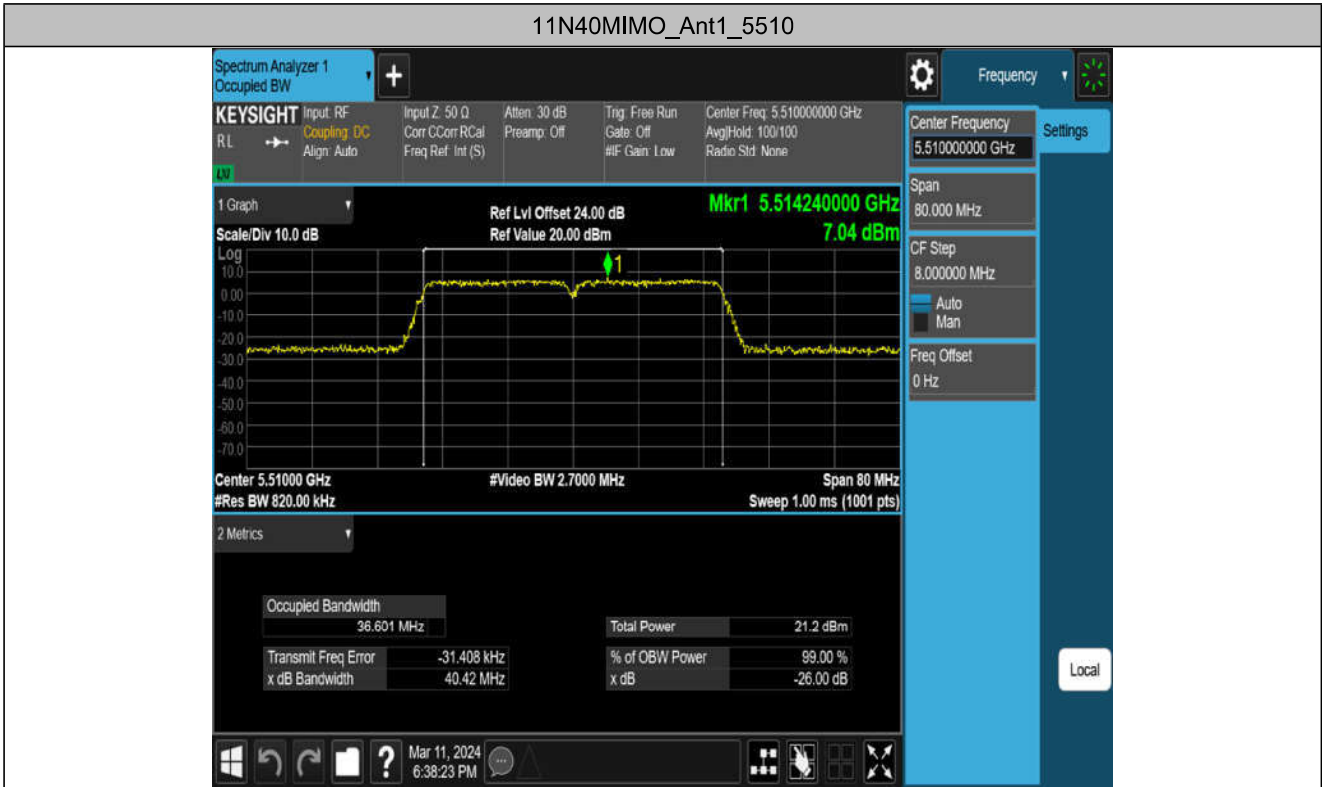 11N40MIMO_Ant1_5510
Spectrum Analyzer 1
Occupied BW
+
Frequency
KEYSIGHT
RL
LXI
Input: RF
Coupling: DC
Align: Auto
Input Z: 50 Ω
Corr CCorr RCal
Freq Ref: Int (S)
Atten: 30 dB
Preamp: Off
Trig: Free Run
Gate: Off
#IF Gain: Low
Center Freq: 5.510000000 GHz
Avg|Hold: 100/100
Radio Std: None
Center Frequency
5.510000000 GHz
Settings
Span
80.000 MHz
CF Step
8.000000 MHz
Auto
Man
Freq Offset
0 Hz
Local
1 Graph
Scale/Div 10.0 dB
Ref Lvl Offset 24.00 dB
Ref Value 20.00 dBm
Mkr1 5.514240000 GHz
7.04 dBm
Log
10.0
0.00
-10.0
-20.0
-30.0
-40.0
-50.0
-60.0
-70.0
1
Center 5.51000 GHz
#Res BW 820.00 kHz
#Video BW 2.7000 MHz
Span 80 MHz
Sweep 1.00 ms (1001 pts)
2 Metrics
Occupied Bandwidth
36.601 MHz
Total Power 21.2 dBm
Transmit Freq Error -31.408 kHz
% of OBW Power 99.00 %
x dB Bandwidth 40.42 MHz
x dB -26.00 dB
?
Mar 11, 2024
6:38:23 PM